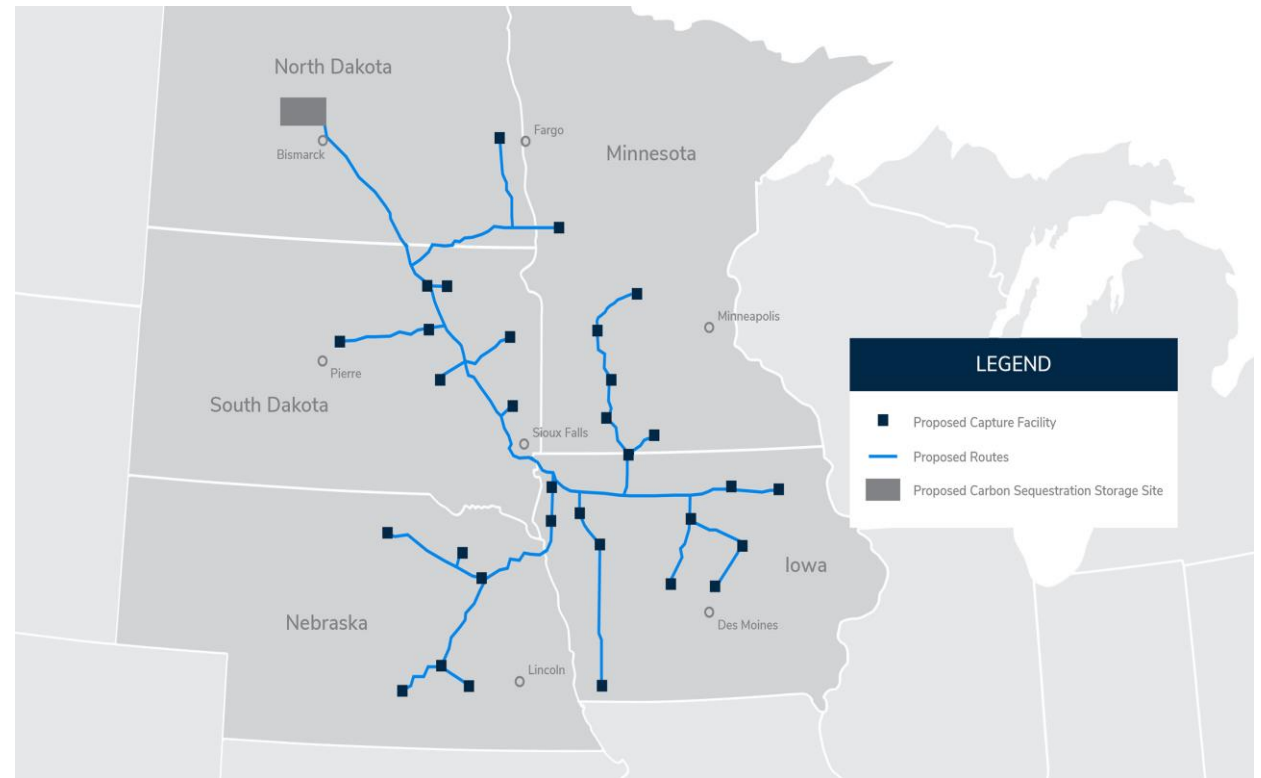 North Dakota
Bismarck
Fargo
Minnesota
Minneapolis
Pierre
South Dakota
Sioux Falls
Iowa
Des Moines
Nebraska
Lincoln
LEGEND
Proposed Capture Facility
Proposed Routes
Proposed Carbon Sequestration Storage Site